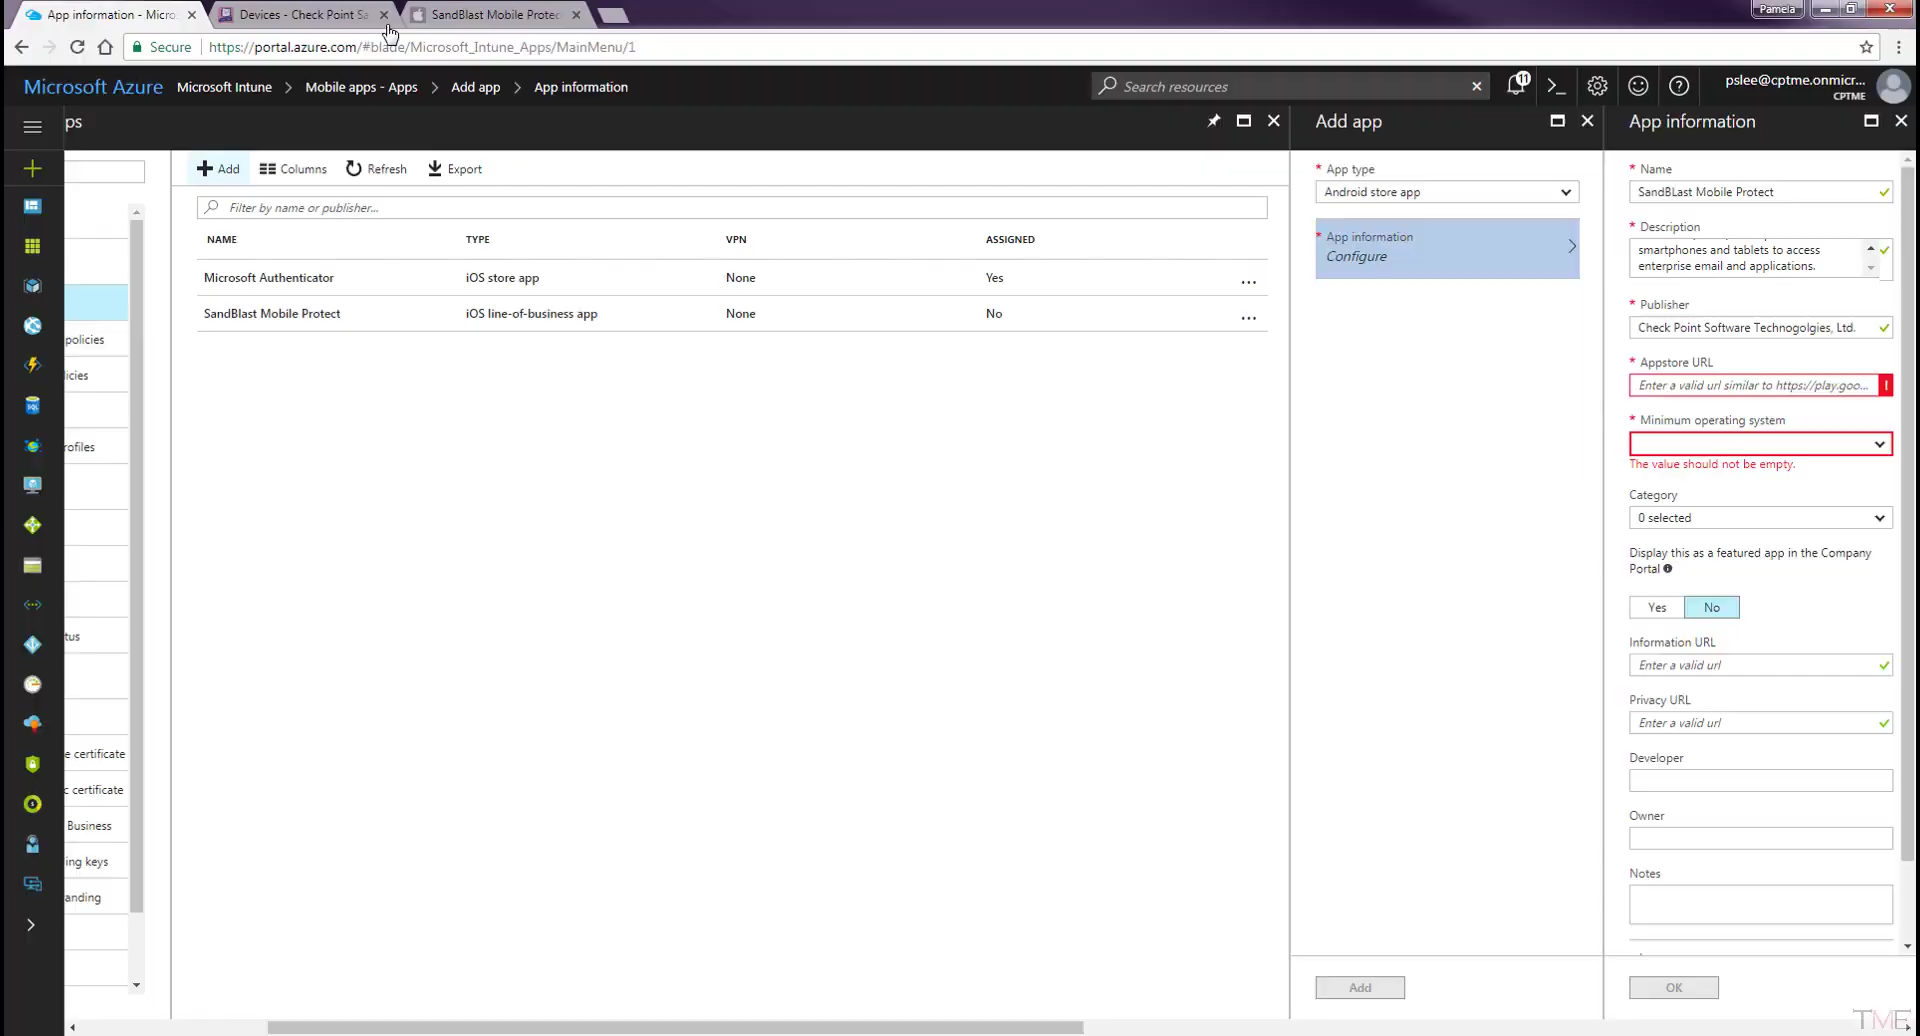 App information - Micro
Devices - Check Point Sa
SandBlast Mobile Protec
Pamela
Secure
https://portal.azure.com/#blade/Microsoft_Intune_Apps/MainMenu/1
Microsoft Azure
Microsoft Intune > Mobile apps - Apps > Add app > App information
Search resources
11
pslee@cptme.onmicr...
CPTME
ps
Add app
App information
Add
Columns
Refresh
Export
Filter by name or publisher...
NAME TYPE VPN ASSIGNED
Microsoft Authenticator iOS store app None Yes ...
SandBlast Mobile Protect iOS line-of-business app None No ...
policies
icies
rofiles
tus
e certificate
c certificate
Business
ing keys
anding
* App type
Android store app
* App information
Configure
Add
* Name
SandBLast Mobile Protect
* Description
smartphones and tablets to access
enterprise email and applications.
* Publisher
Check Point Software Technogolgies, Ltd.
* Appstore URL
Enter a valid url similar to https://play.goo...
* Minimum operating system
The value should not be empty.
Category
0 selected
Display this as a featured app in the Company
Portal
Yes No
Information URL
Enter a valid url
Privacy URL
Enter a valid url
Developer
Owner
Notes
OK
TME